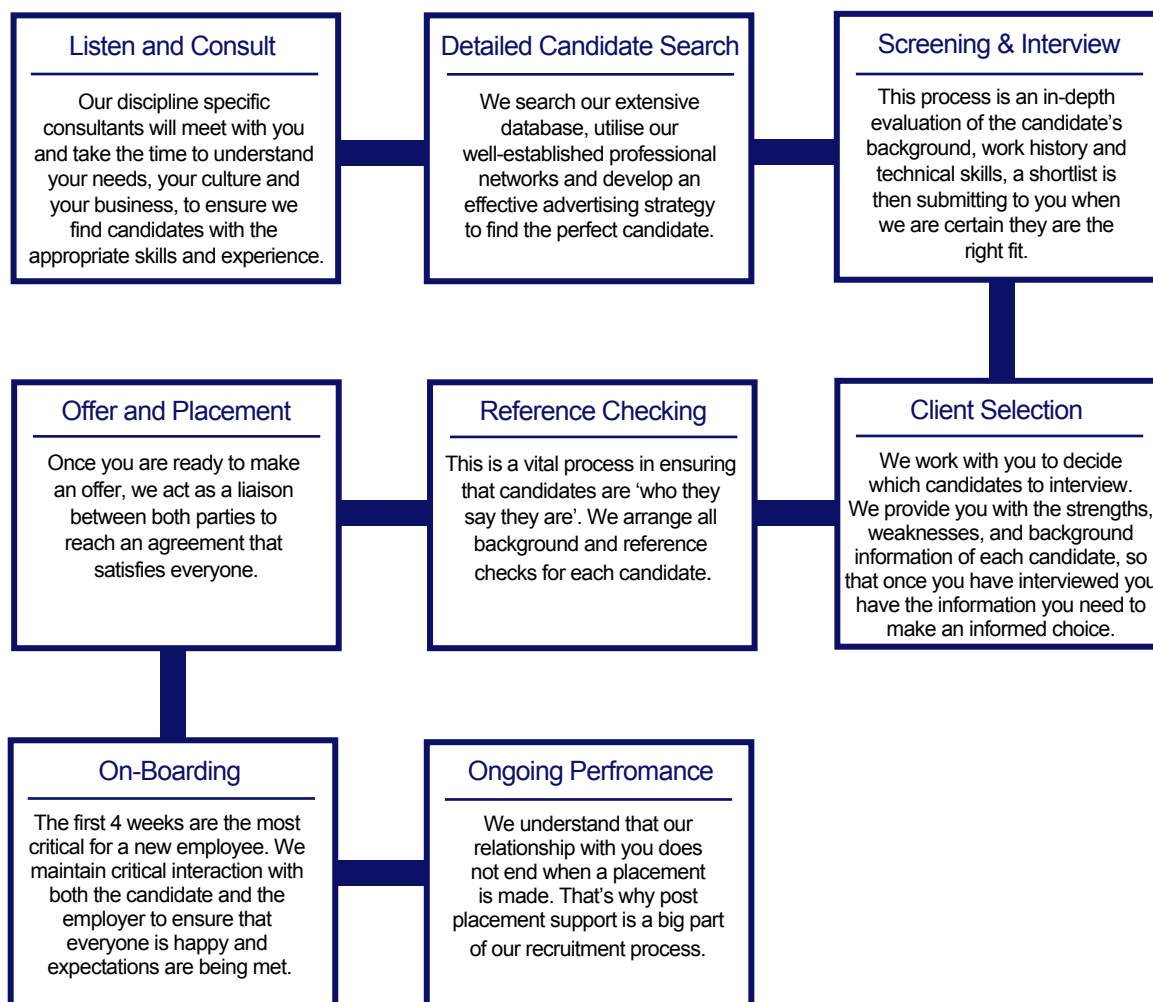 Listen and Consult
Our discipline specific
consultants will meet with you
and take the time to understand
your needs, your culture and
your business, to ensure we
find candidates with the
appropriate skills and experience.
Detailed Candidate Search
We search our extensive
database, utilise our
well-established professional
networks and develop an
effective advertising strategy
to find the perfect candidate.
Screening & Interview
This process is an in-depth
evaluation of the candidate’s
background, work history and
technical skills, a shortlist is
then submitting to you when
we are certain they are the
right fit.
Client Selection
We work with you to decide
which candidates to interview.
We provide you with the strengths,
weaknesses, and background
information of each candidate, so
that once you have interviewed you
have the information you need to
make an informed choice.
Reference Checking
This is a vital process in ensuring
that candidates are ‘who they
say they are’. We arrange all
background and reference
checks for each candidate.
Offer and Placement
Once you are ready to make
an offer, we act as a liaison
between both parties to
reach an agreement that
satisfies everyone.
On-Boarding
The first 4 weeks are the most
critical for a new employee. We
maintain critical interaction with
both the candidate and the
employer to ensure that
everyone is happy and
expectations are being met.
Ongoing Perfromance
We understand that our
relationship with you does
not end when a placement
is made. That’s why post
placement support is a big part
of our recruitment process.